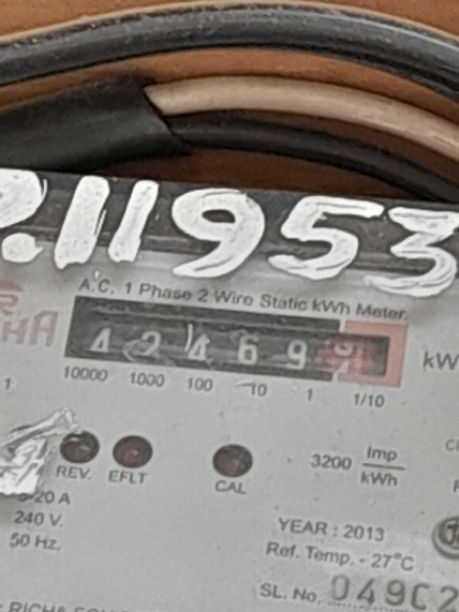 .11953
A.C. 1 Phase 2 Wire Static kWh Meter.
4 2 4 6 9
kW
10000 1000 100 10 1 1/10
REV. EFLT CAL
3200 Imp/kWh
-20 A
240 V.
50 Hz.
YEAR : 2013
Ref. Temp. - 27°C
SL. No. 049C2